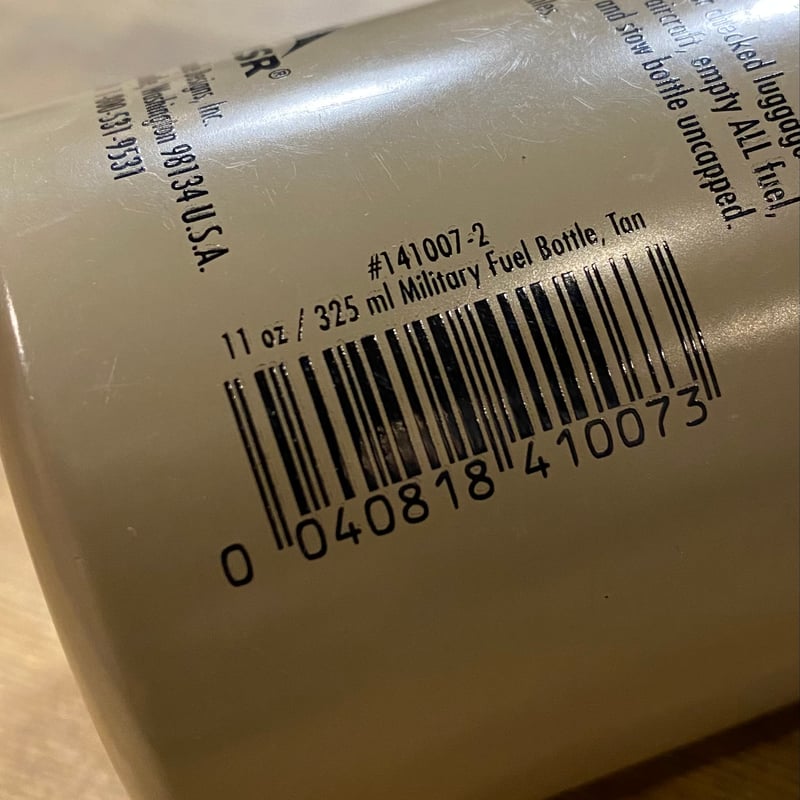 SR®
Designs, Inc.
Washington 98134 U.S.A.
1-800-531-9531
checked luggage
aircraft, empty ALL fuel,
and stow bottle uncapped.
#141007-2
11 oz / 325 ml Military Fuel Bottle, Tan
0 040818 410073